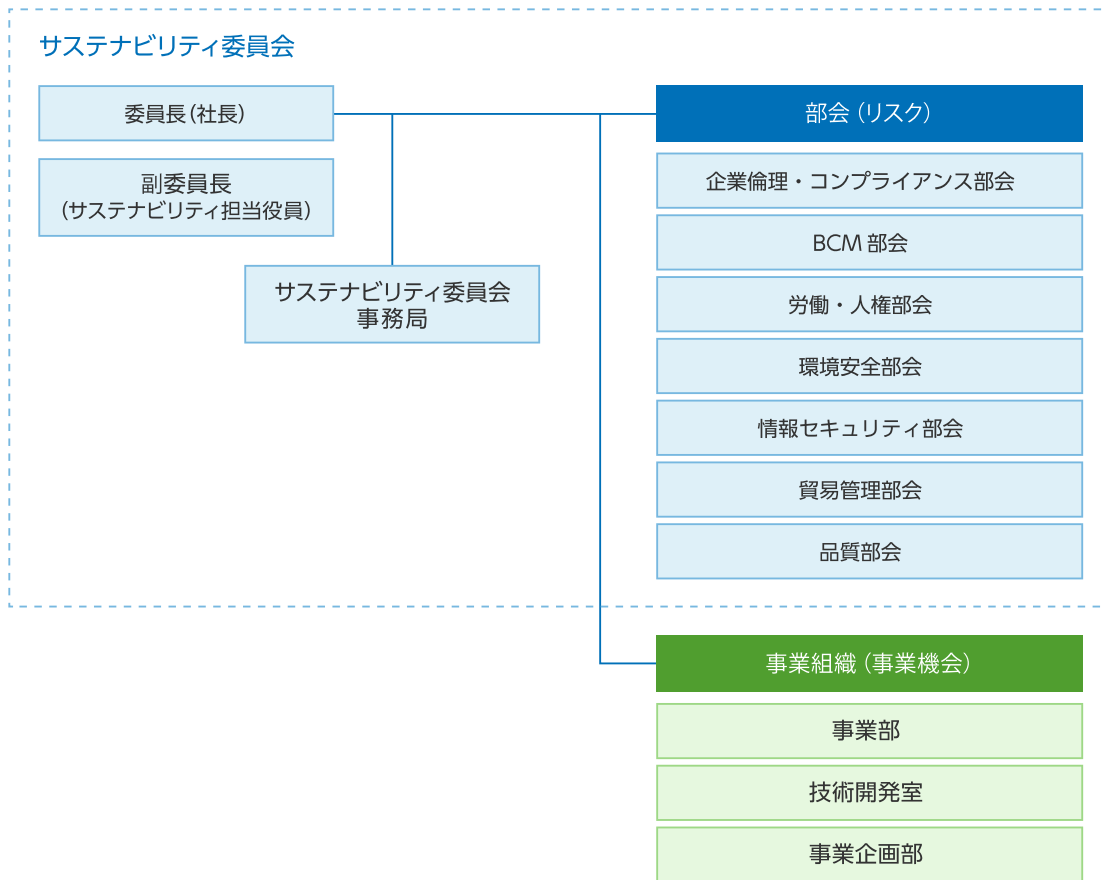 サステナビリティ委員会
委員長（社長）
副委員長
（サステナビリティ担当役員）
サステナビリティ委員会
事務局
部会（リスク）
企業倫理・コンプライアンス部会
BCM 部会
労働・人権部会
環境安全部会
情報セキュリティ部会
貿易管理部会
品質部会
事業組織（事業機会）
事業部
技術開発室
事業企画部